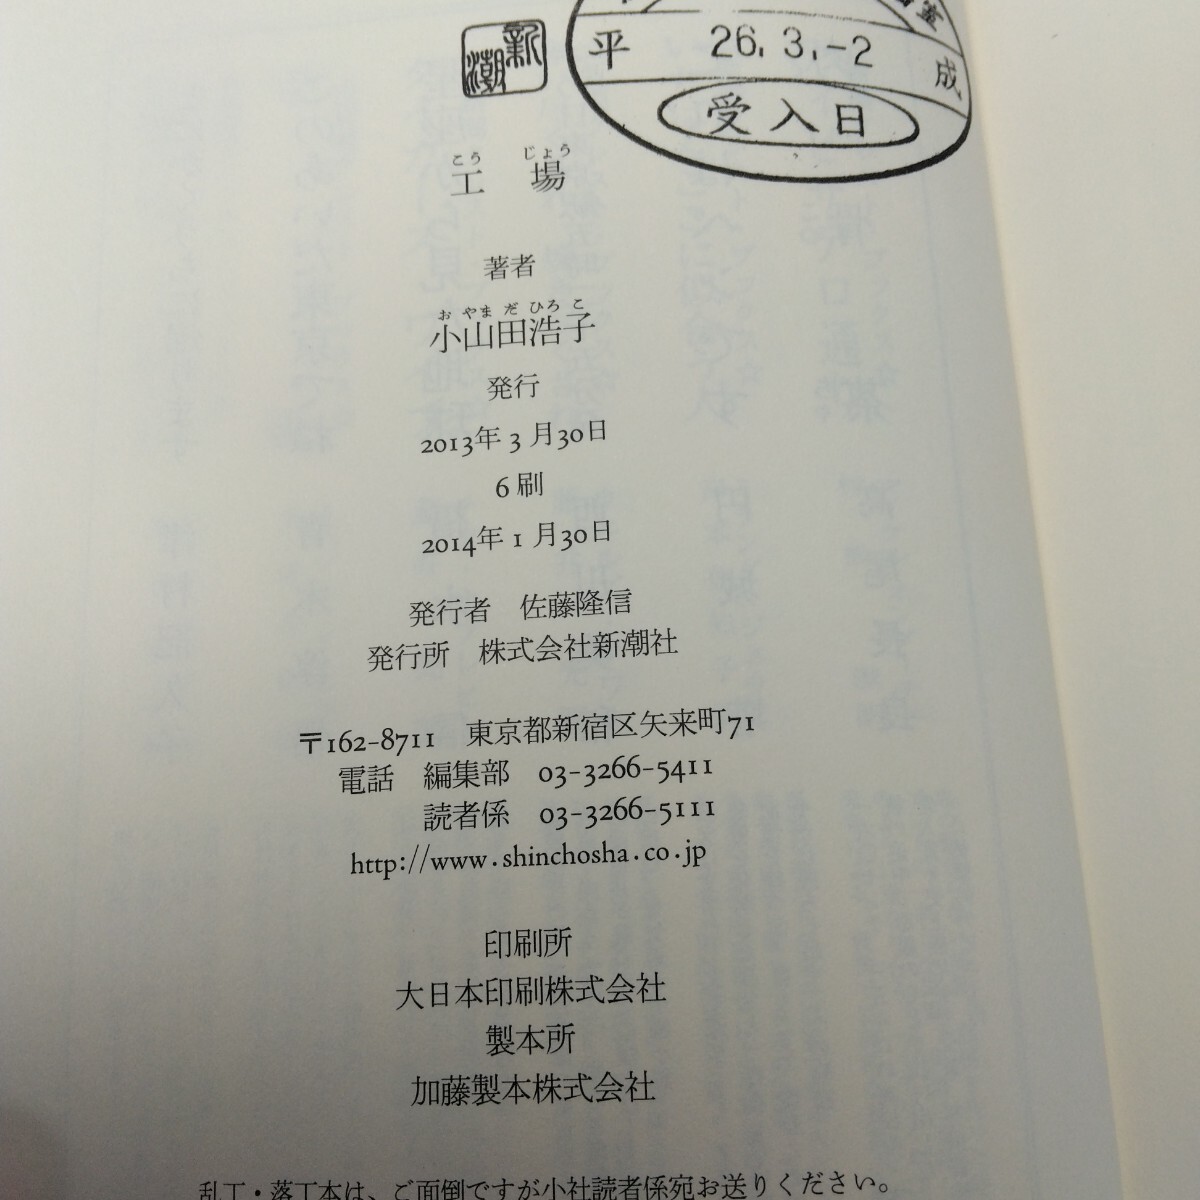 新潮
平 26.3.-2 成
受入日
こう じょう
工場
著者
お やま だ ひろ こ
小山田浩子
発行
2013年3月30日
6刷
2014年1月30日
発行者 佐藤隆信
発行所 株式会社新潮社
〒162-8711 東京都新宿区矢来町71
電話 編集部 03-3266-5411
読者係 03-3266-5111
http://www.shinchosha.co.jp
印刷所
大日本印刷株式会社
製本所
加藤製本株式会社
乱丁・落丁本は、ご面倒ですが小社読者係宛お送りください。